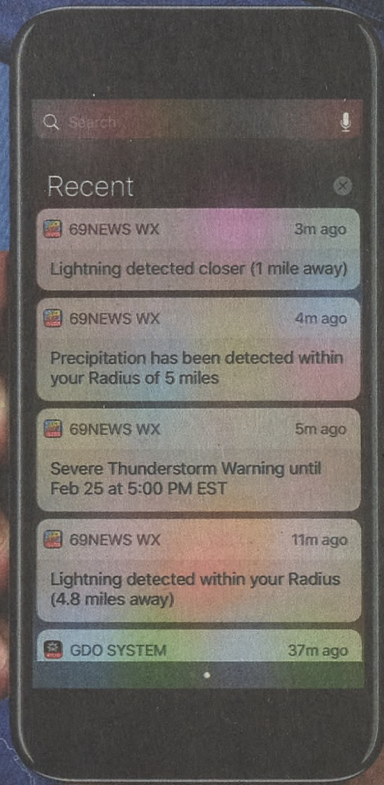 Search
Recent
69NEWS WX 3m ago
Lightning detected closer (1 mile away)
69NEWS WX 4m ago
Precipitation has been detected within
your Radius of 5 miles
69NEWS WX 5m ago
Severe Thunderstorm Warning until
Feb 25 at 5:00 PM EST
69NEWS WX 11m ago
Lightning detected within your Radius
(4.8 miles away)
GDO SYSTEM 37m ago